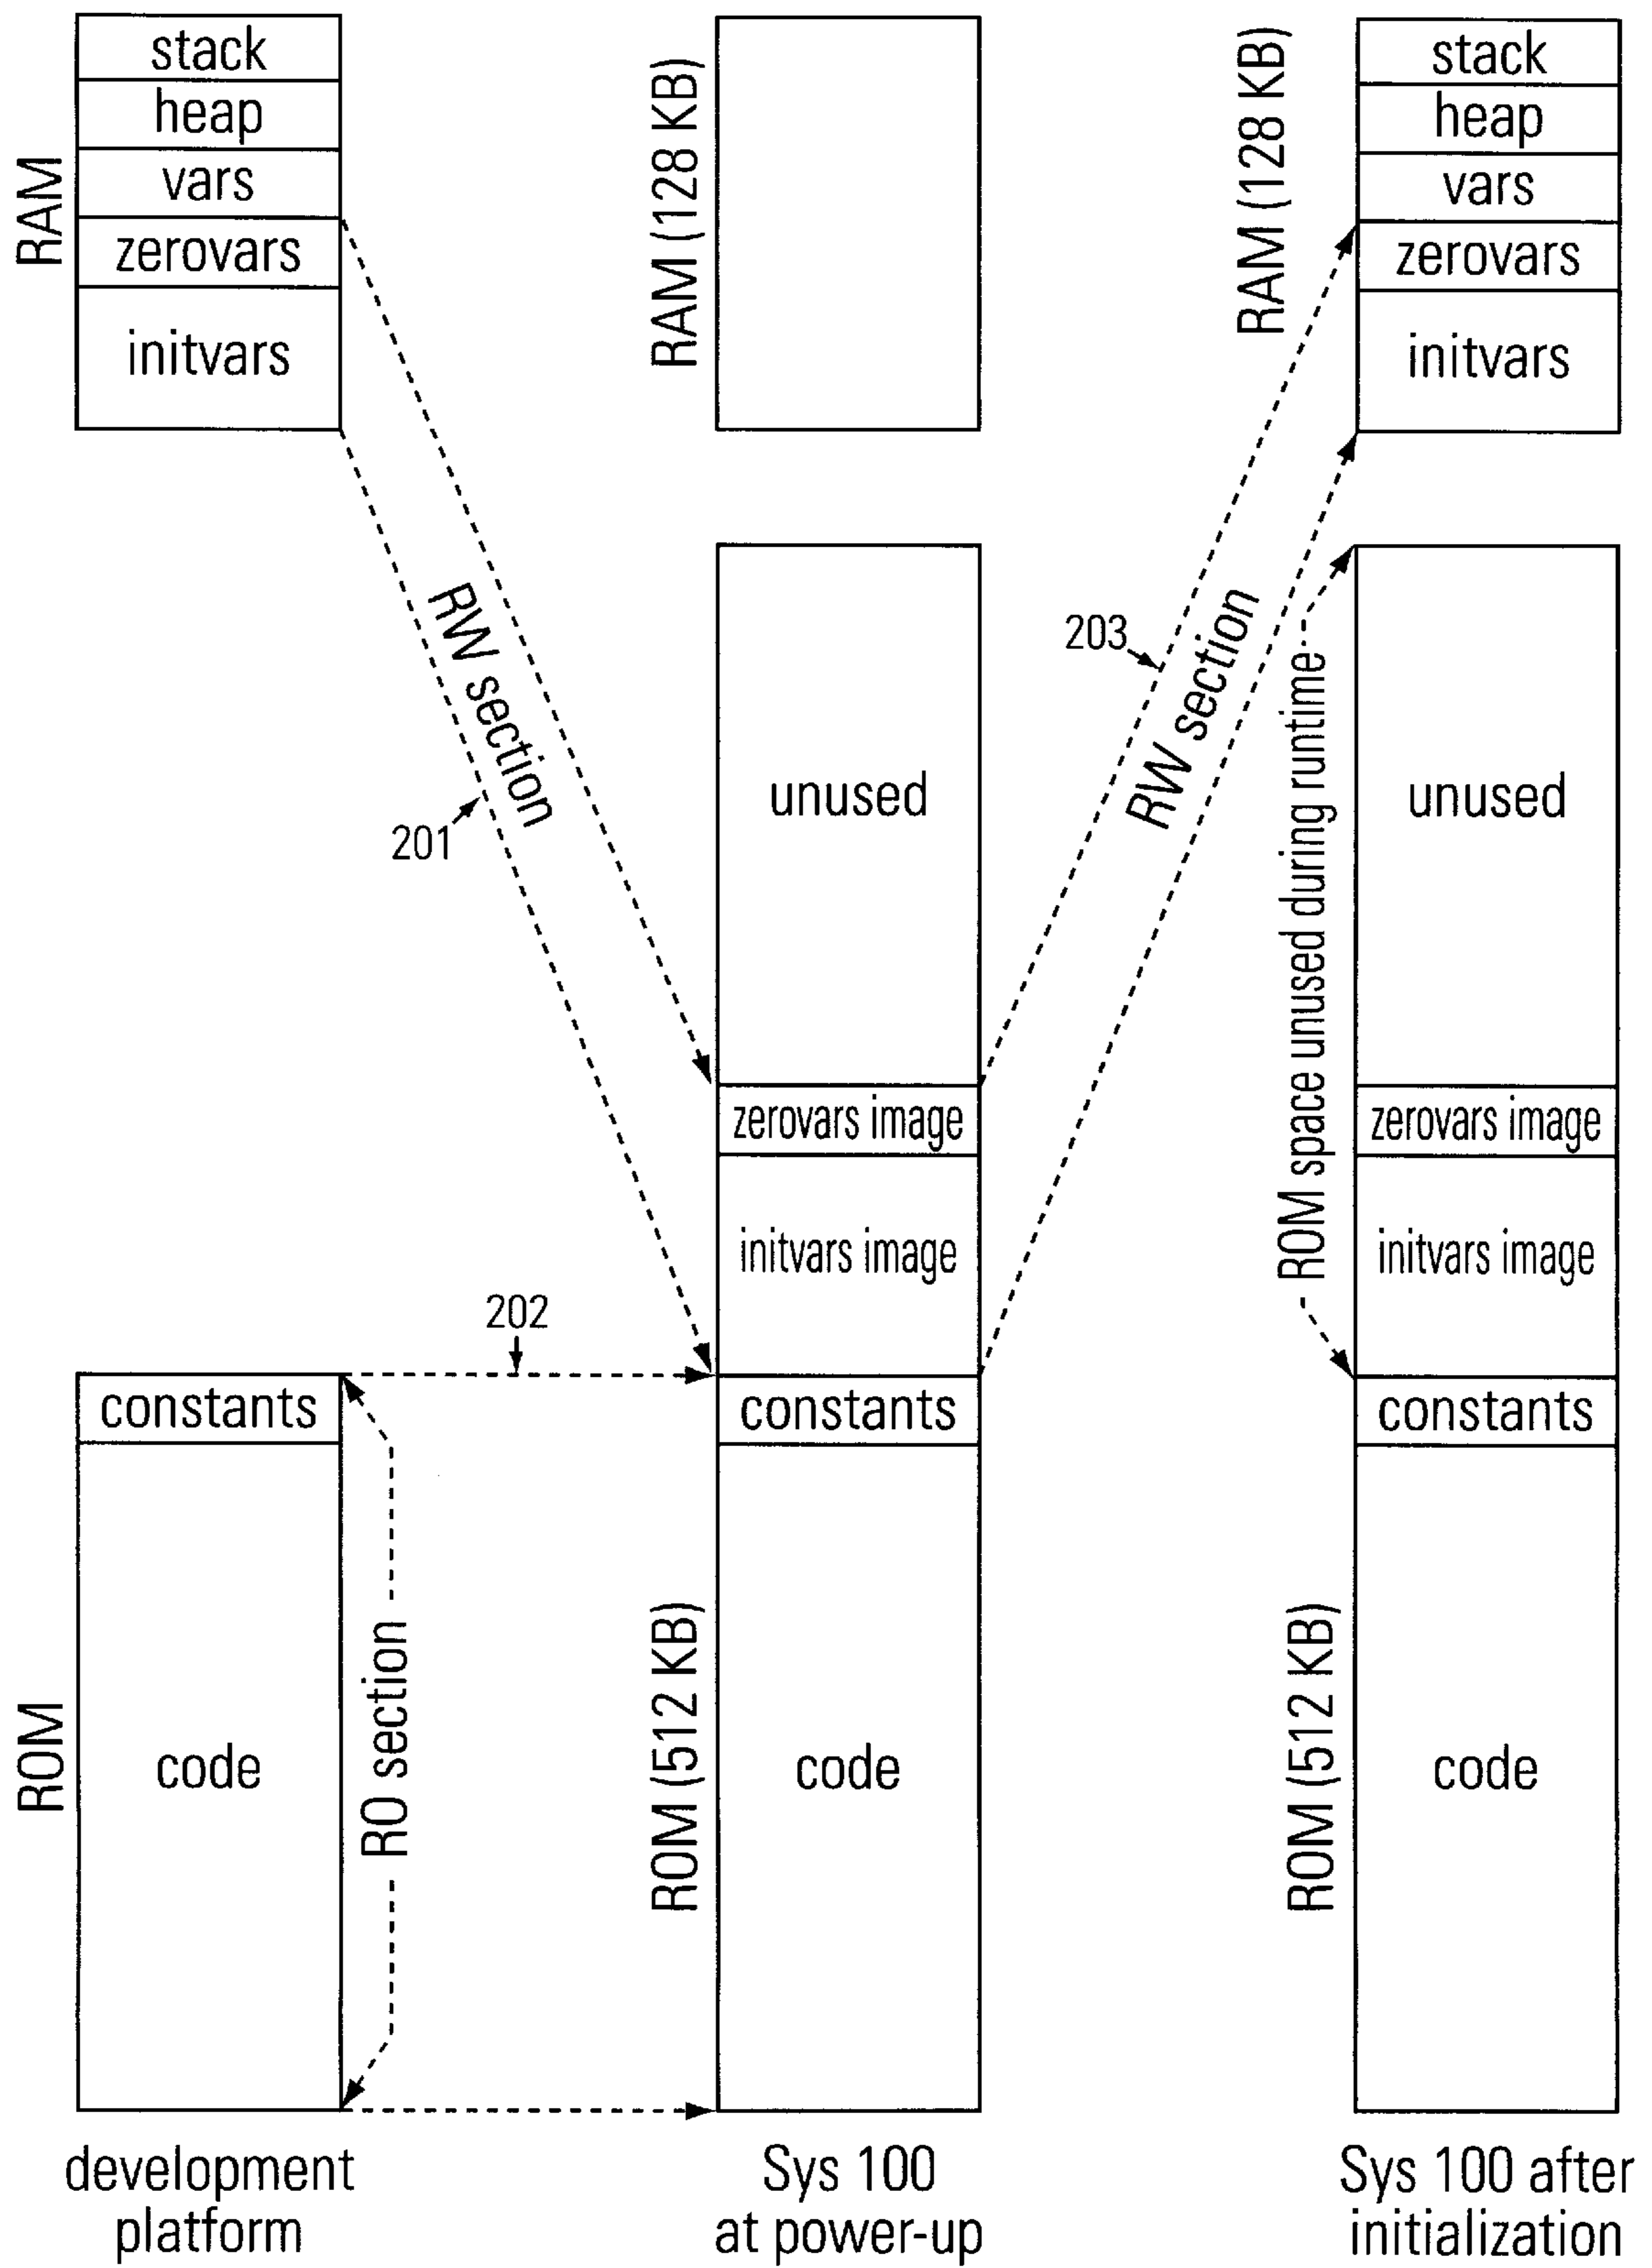 RAM
stack
heap
vars
zerovars
initvars
RW section
201
202
ROM
constants
code
RO section
development
platform
RAM (128 KB)
unused
zerovars image
initvars image
constants
ROM (512 KB)
code
Sys 100
at power-up
203
RW section
RAM (128 KB)
stack
heap
vars
zerovars
initvars
ROM space unused during runtime
unused
zerovars image
initvars image
constants
ROM (512 KB)
code
Sys 100 after
initialization